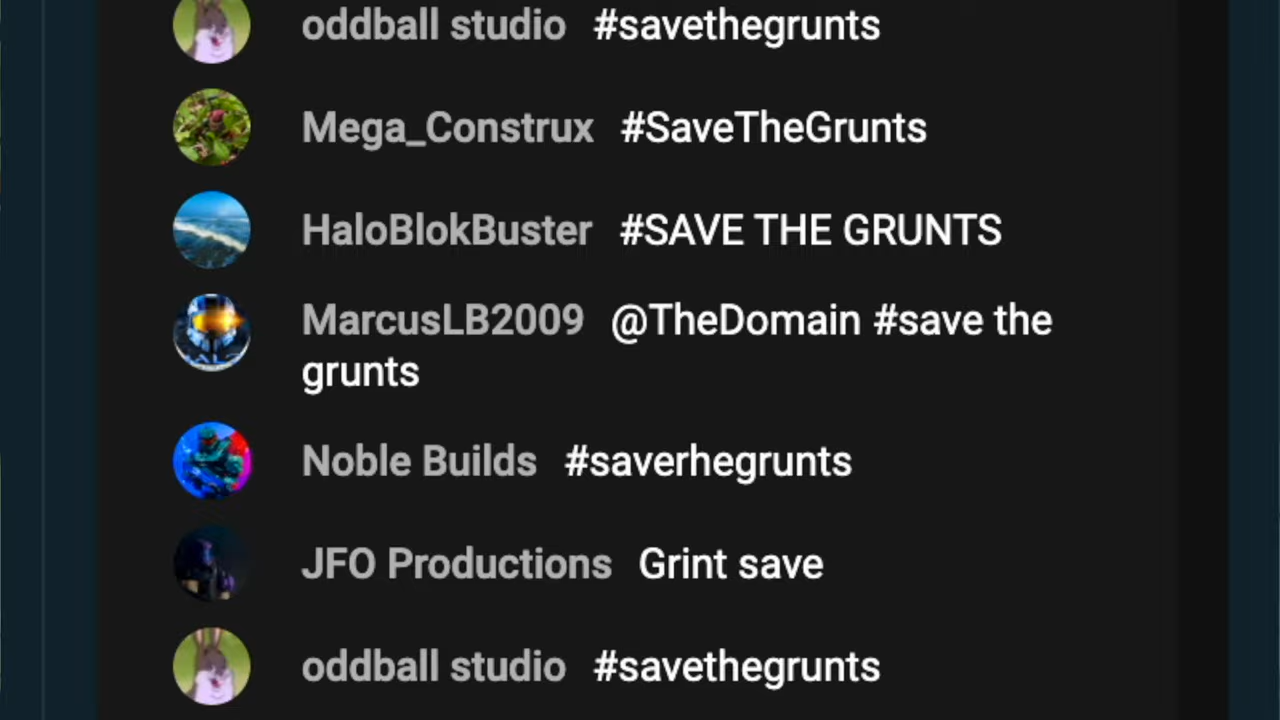 oddball studio #savethegrunts
Mega_Construx #SaveTheGrunts
HaloBlokBuster #SAVE THE GRUNTS
MarcusLB2009 @TheDomain #save the
grunts
Noble Builds #saverhegrunts
JFO Productions Grint save
oddball studio #savethegrunts